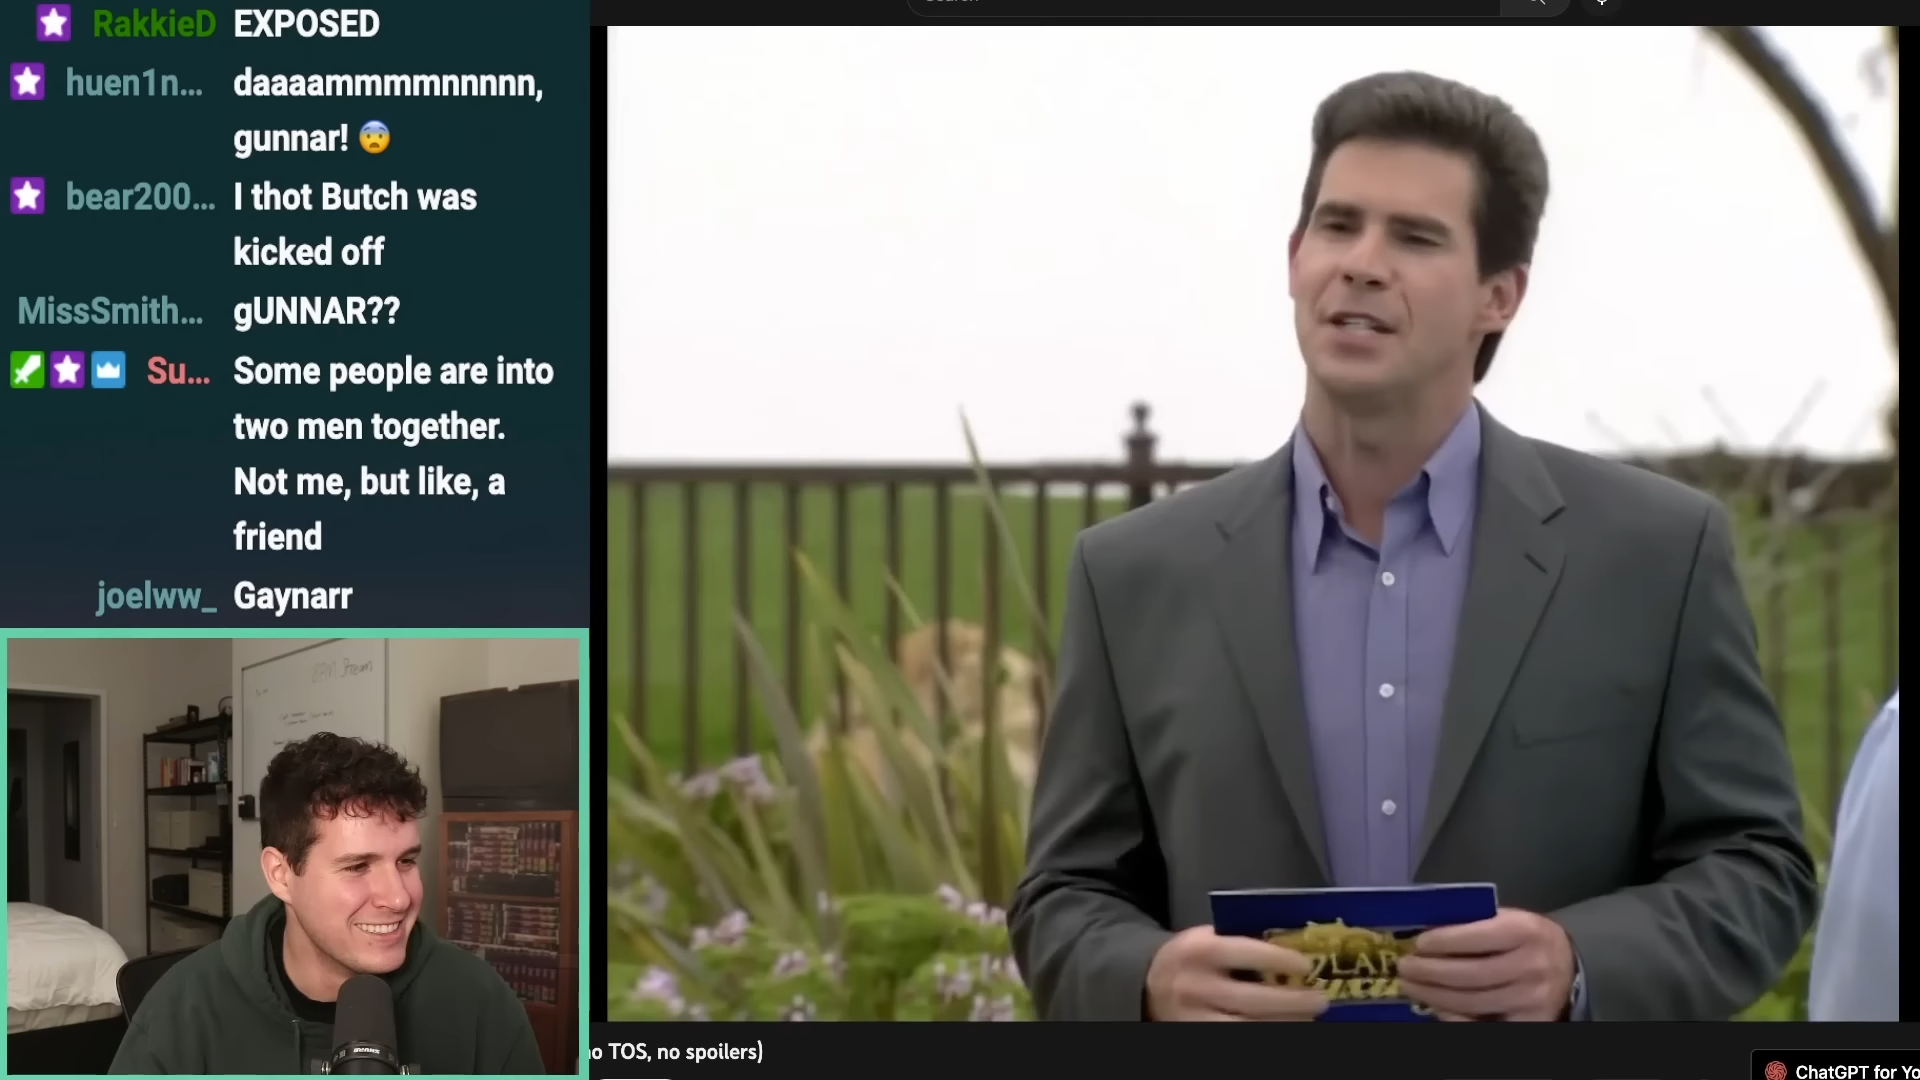 RakkieD EXPOSED
huen1n... daaaammmmnnnnn,
gunnar! 😨
bear200... I thot Butch was
kicked off
MissSmith... gUNNAR??
Su... Some people are into
two men together.
Not me, but like, a
friend
joelww_ Gaynarr
no TOS, no spoilers)
ChatGPT for Yo